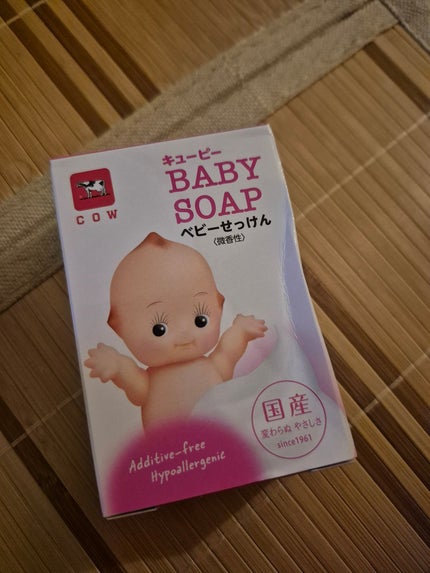 キューピー
BABY
SOAP
ベビーせっけん
〈微香性〉
COW
国産
変わらぬ やさしさ
since1961
Additive-free
Hypoallergenic